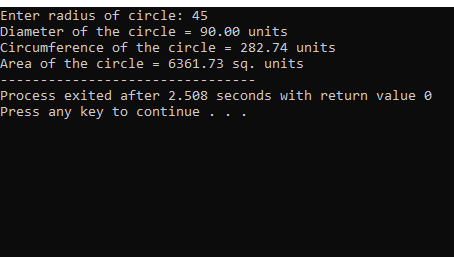 Enter radius of circle: 45
Diameter of the circle = 90.00 units
Circumference of the circle = 282.74 units
Area of the circle = 6361.73 sq. units
--------------------------------
Process exited after 2.508 seconds with return value 0
Press any key to continue . . .